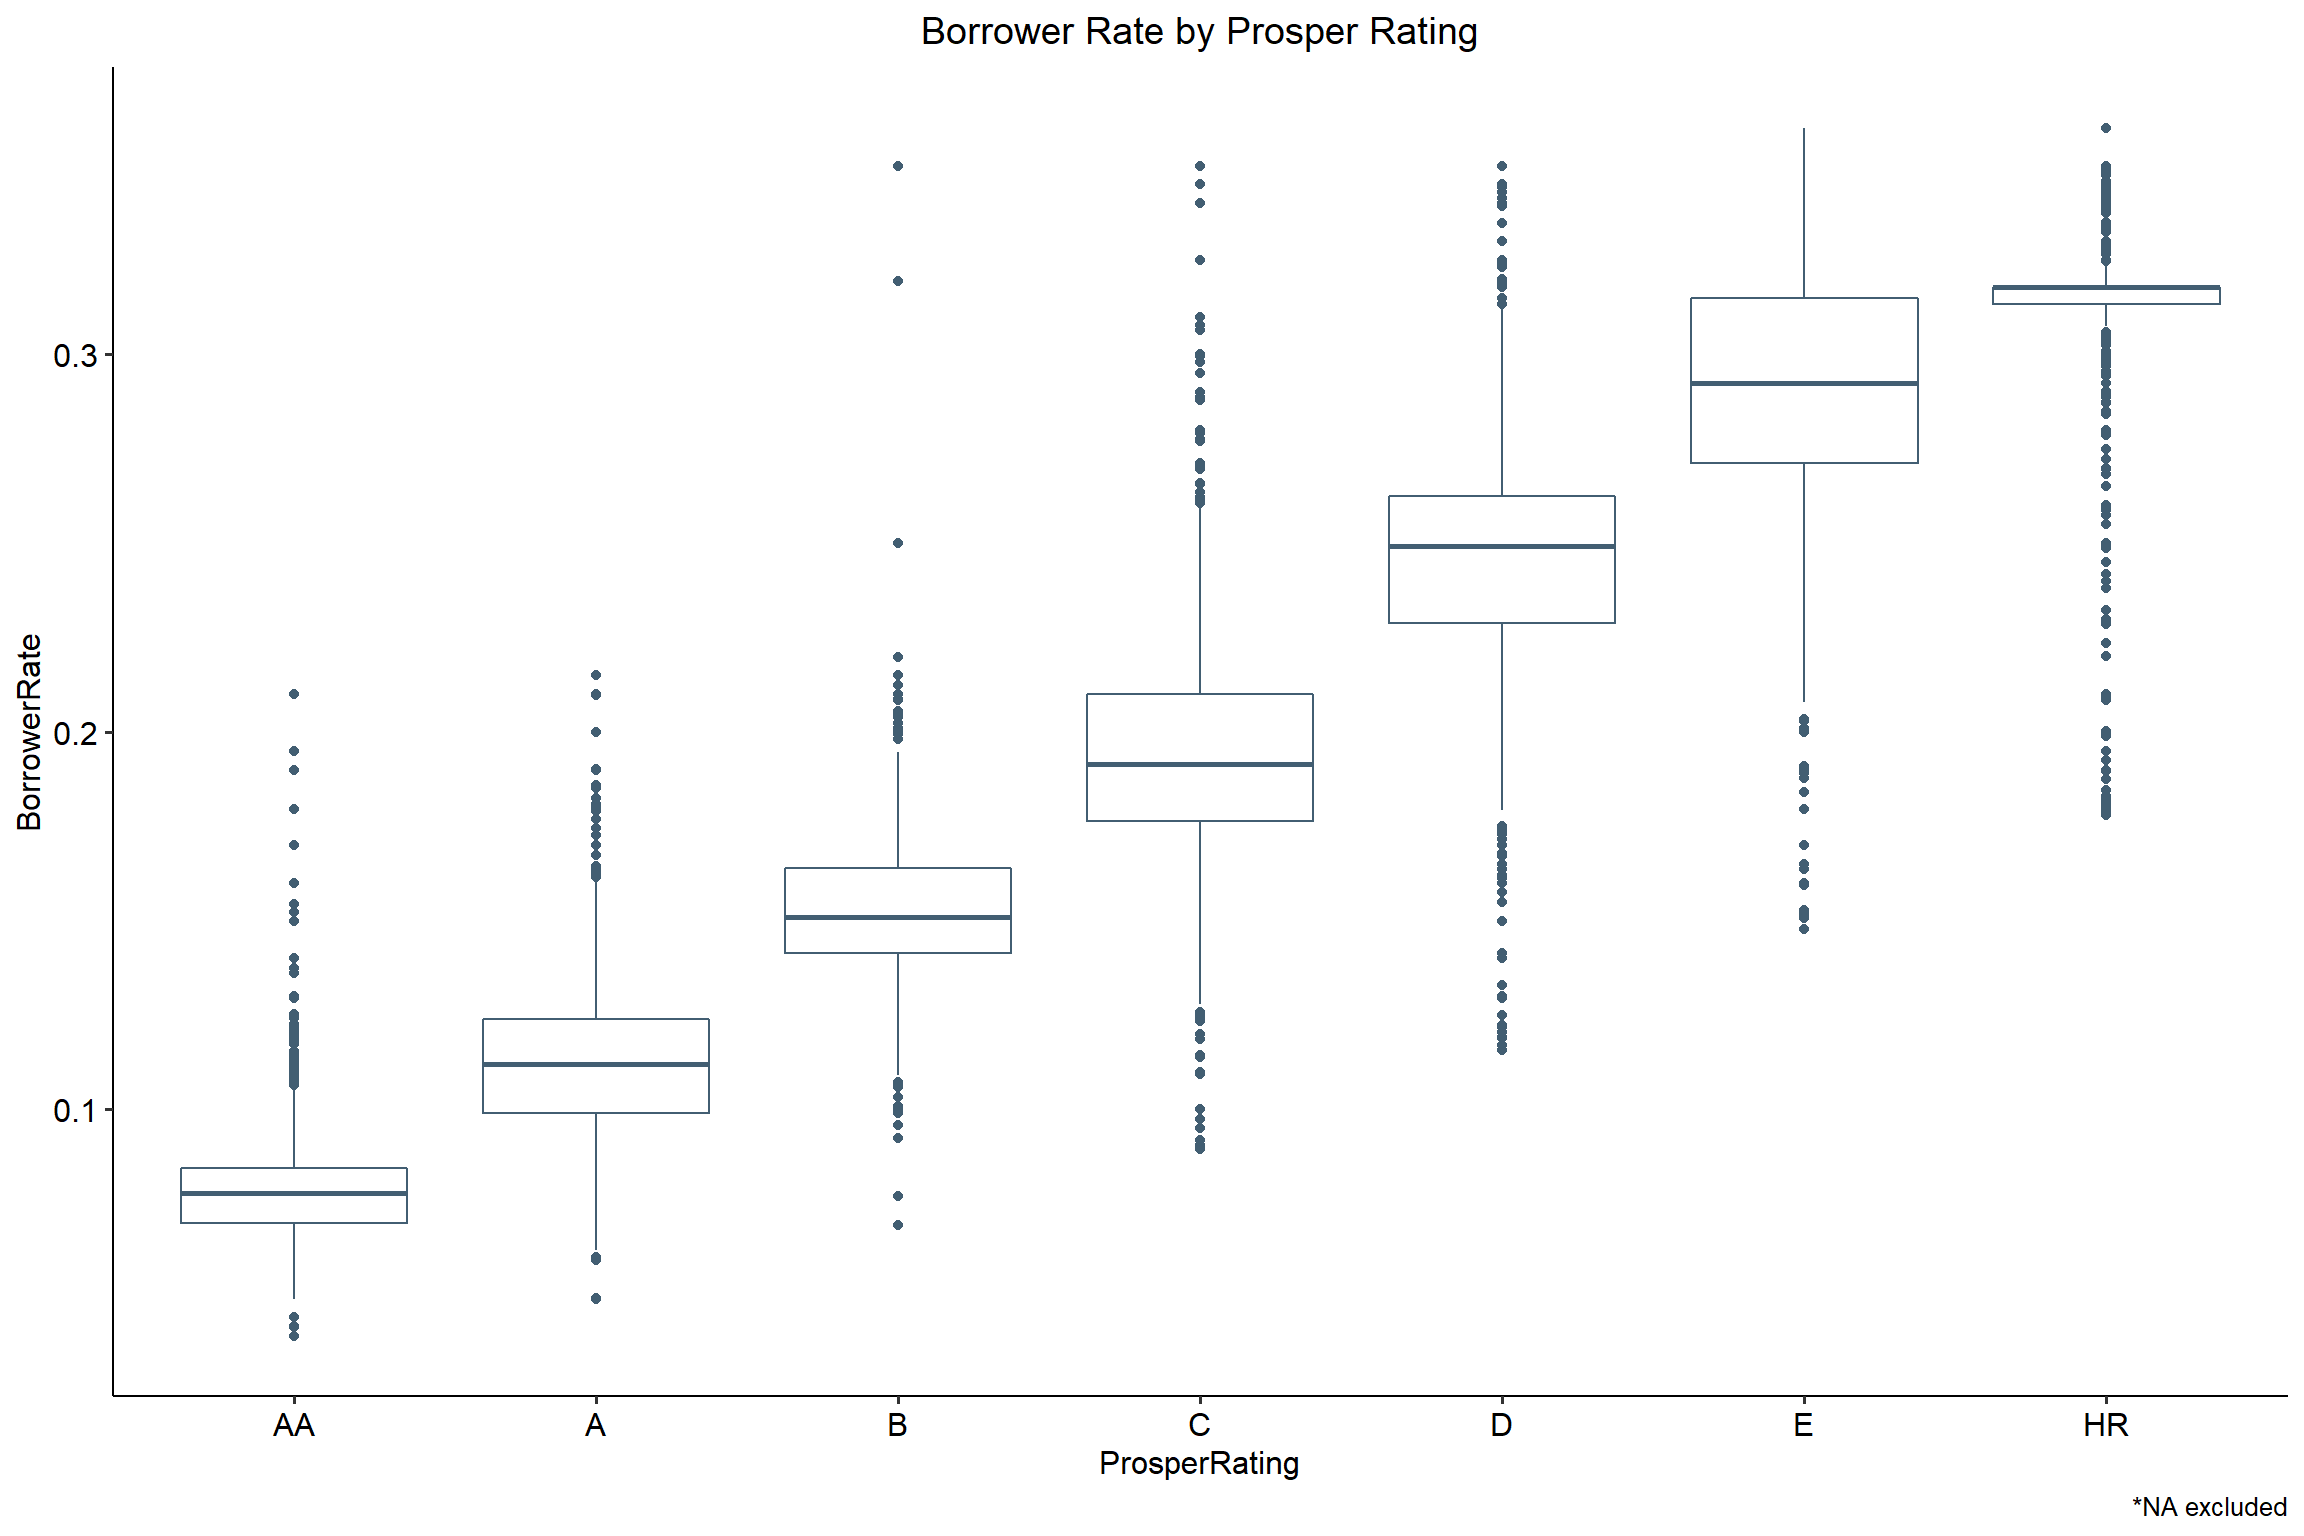 Borrower Rate by Prosper Rating
BorrowerRate
0.3
0.2
0.1
AA A B C D E HR
ProsperRating
*NA excluded